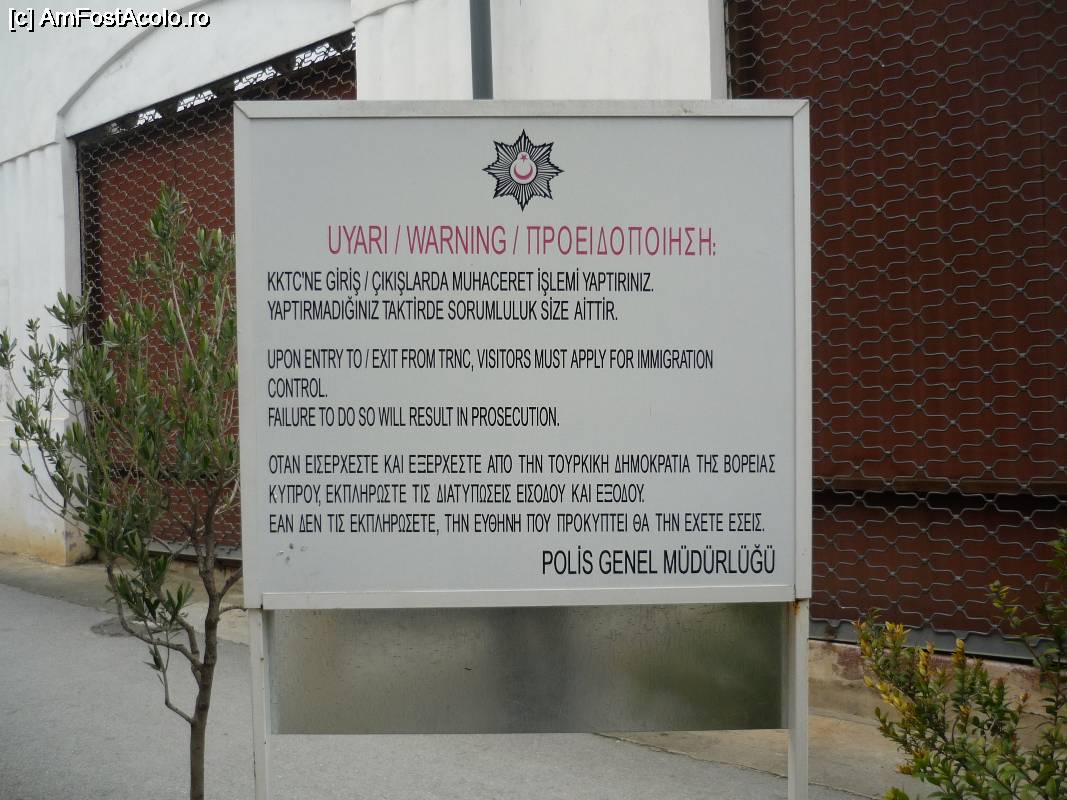 [c] AmFostAcolo.ro
UYARI / WARNING / ΠΡΟΕΙΔΟΠΟΙΗΣΗ:
KKTC'NE GİRİŞ / ÇIKIŞLARDA MUHACERET İŞLEMİ YAPTIRINIZ.
YAPTIRMADIĞINIZ TAKTİRDE SORUMLULUK SİZE AİTTİR.
UPON ENTRY TO / EXIT FROM TRNC, VISITORS MUST APPLY FOR IMMIGRATION
CONTROL.
FAILURE TO DO SO WILL RESULT IN PROSECUTION.
ΟΤΑΝ ΕΙΣΕΡΧΕΣΤΕ ΚΑΙ ΕΞΕΡΧΕΣΤΕ ΑΠΟ ΤΗΝ ΤΟΥΡΚΙΚΗ ΔΗΜΟΚΡΑΤΙΑ ΤΗΣ ΒΟΡΕΙΑΣ
ΚΥΠΡΟΥ, ΕΚΠΛΗΡΩΣΤΕ ΤΙΣ ΔΙΑΤΥΠΩΣΕΙΣ ΕΙΣΟΔΟΥ ΚΑΙ ΕΞΟΔΟΥ.
ΕΑΝ ΔΕΝ ΤΙΣ ΕΚΠΛΗΡΩΣΕΤΕ, ΤΗΝ ΕΥΘΗΝΗ ΠΟΥ ΠΡΟΚΥΠΤΕΙ ΘΑ ΤΗΝ ΕΧΕΤΕ ΕΣΕΙΣ.
POLİS GENEL MÜDÜRLÜĞÜ